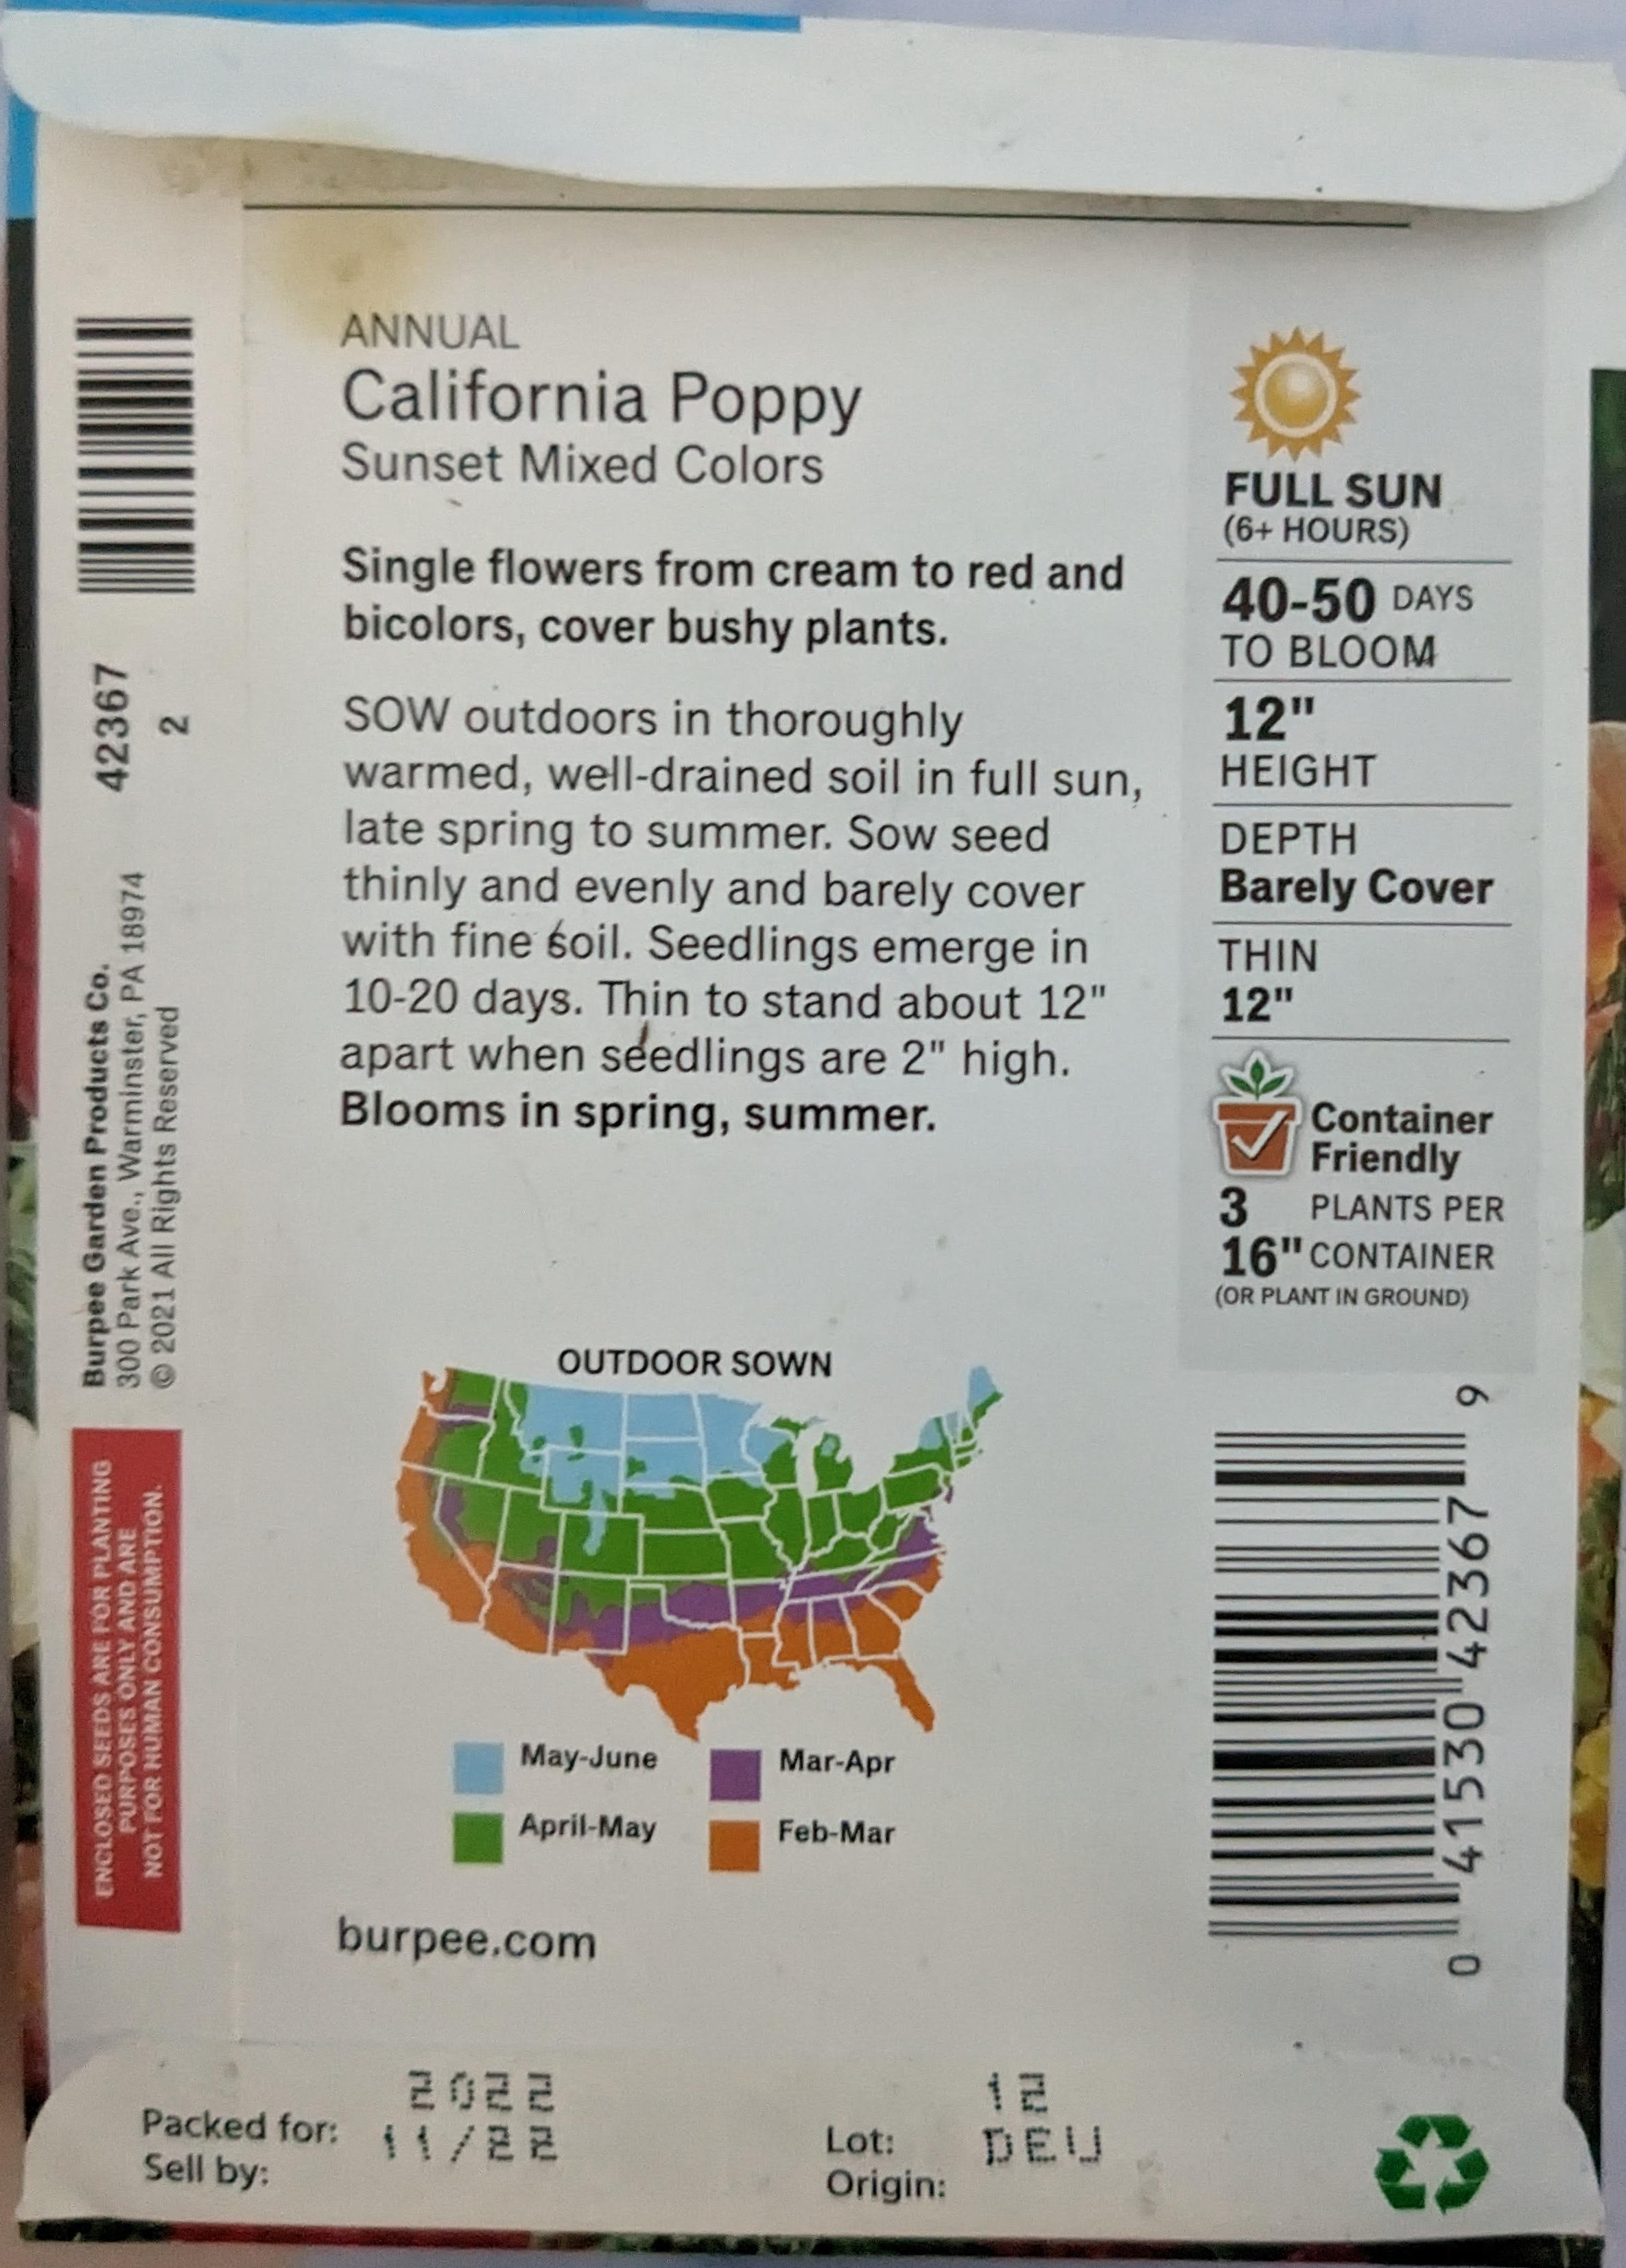 ANNUAL
California Poppy
Sunset Mixed Colors
Single flowers from cream to red and
bicolors, cover bushy plants.
SOW outdoors in thoroughly
warmed, well-drained soil in full sun,
late spring to summer. Sow seed
thinly and evenly and barely cover
with fine soil. Seedlings emerge in
10-20 days. Thin to stand about 12"
apart when seedlings are 2" high.
Blooms in spring, summer.
FULL SUN
(6+ HOURS)
40-50 DAYS
TO BLOOM
12"
HEIGHT
DEPTH
Barely Cover
THIN
12"
Container
Friendly
3 PLANTS PER
16" CONTAINER
(OR PLANT IN GROUND)
OUTDOOR SOWN
May-June
Mar-Apr
April-May
Feb-Mar
burpee.com
42367
2
Burpee Garden Products Co.
300 Park Ave., Warminster, PA 18974
© 2021 All Rights Reserved
ENCLOSED SEEDS ARE FOR PLANTING
PURPOSES ONLY AND ARE
NOT FOR HUMAN CONSUMPTION.
0 41530 42367 9
2022
Packed for: 11/22
Sell by:
12
Lot: DEU
Origin: